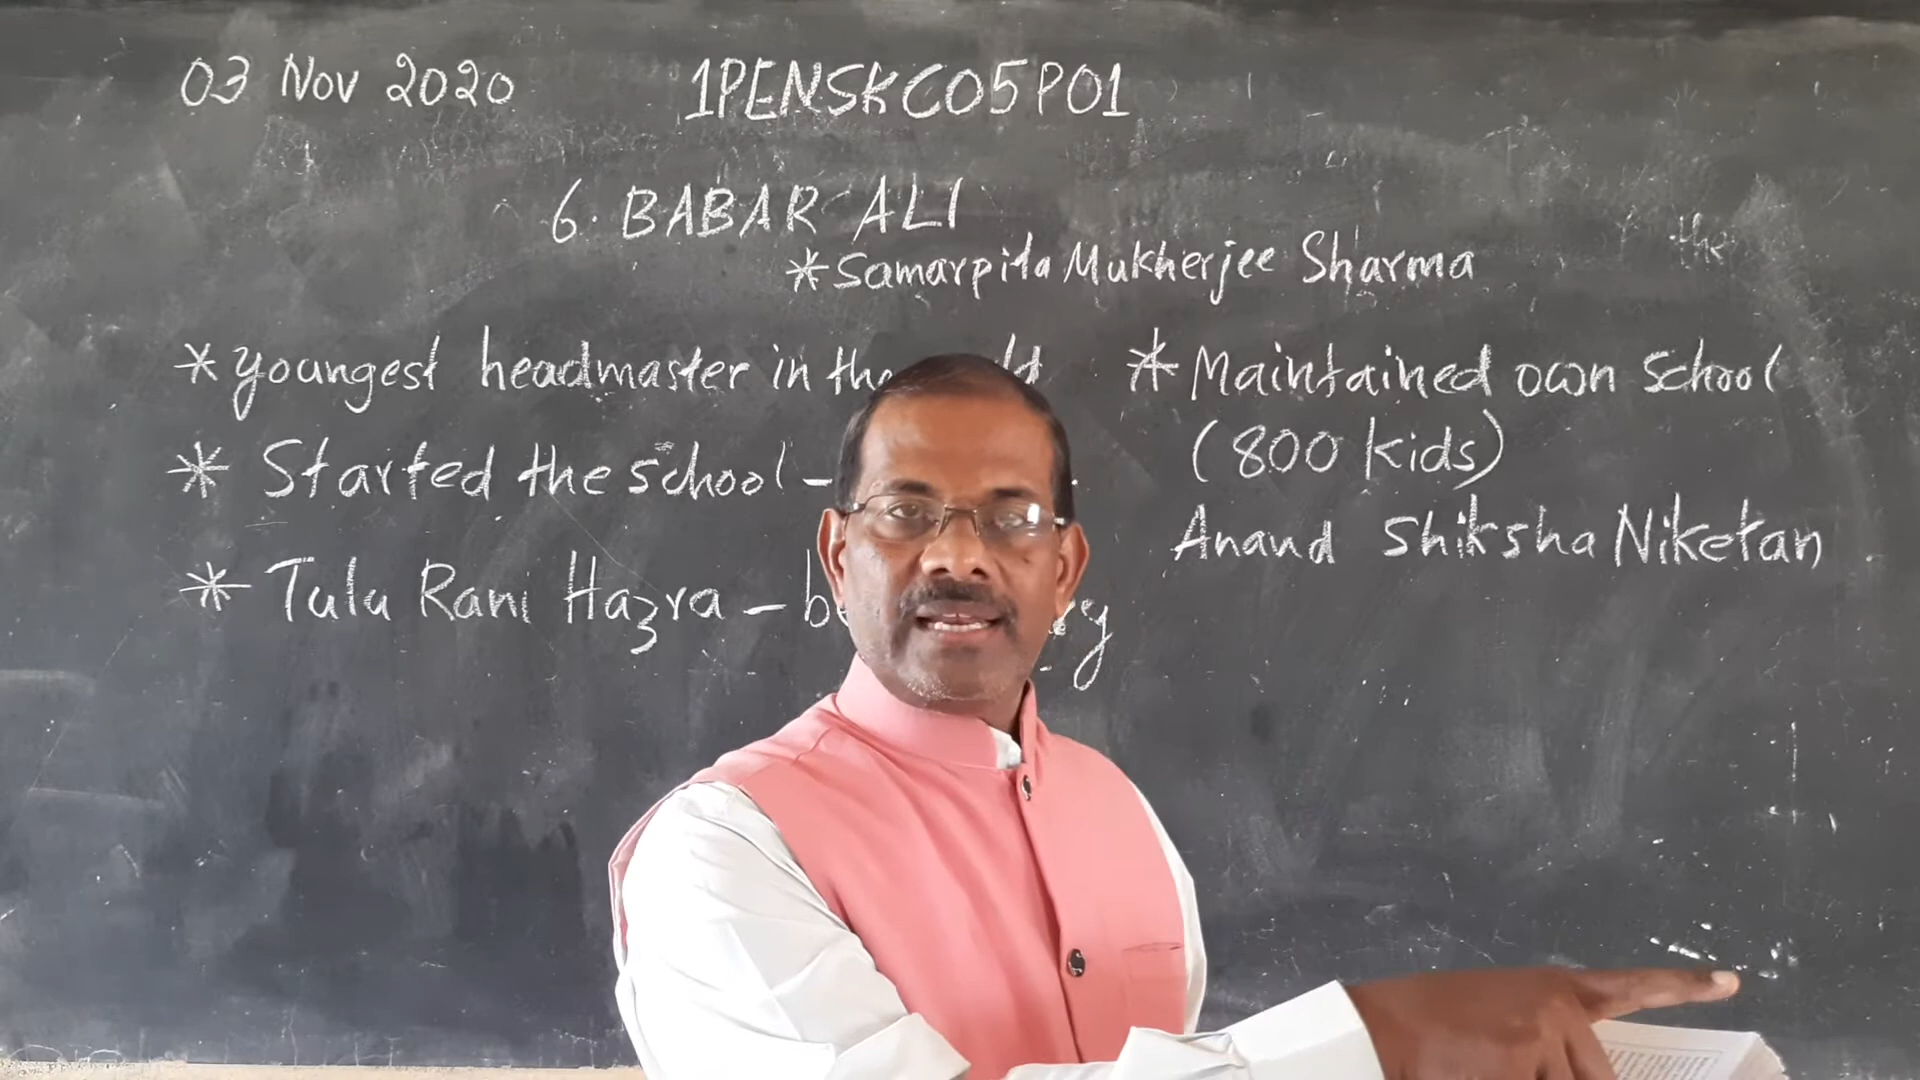 03 Nov 2020 1PENSKC05P01
6. BABAR ALI
* Samarpita Mukherjee Sharma
* youngest headmaster in the
* Started the school –
* Tulu Rani Hazra –
* Maintained own school
(800 kids)
Anand Shiksha Niketan
the